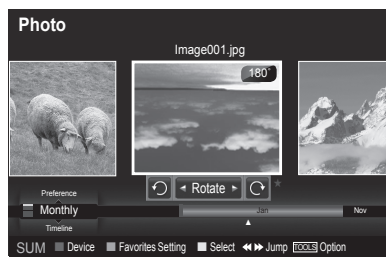 Photo
Image001.jpg
180˚
◄ Rotate ►
Preference
Monthly
Timeline
Jan
Nov
SUM Device Favorites Setting Select ◄◄ ►► Jump TOOLS Option